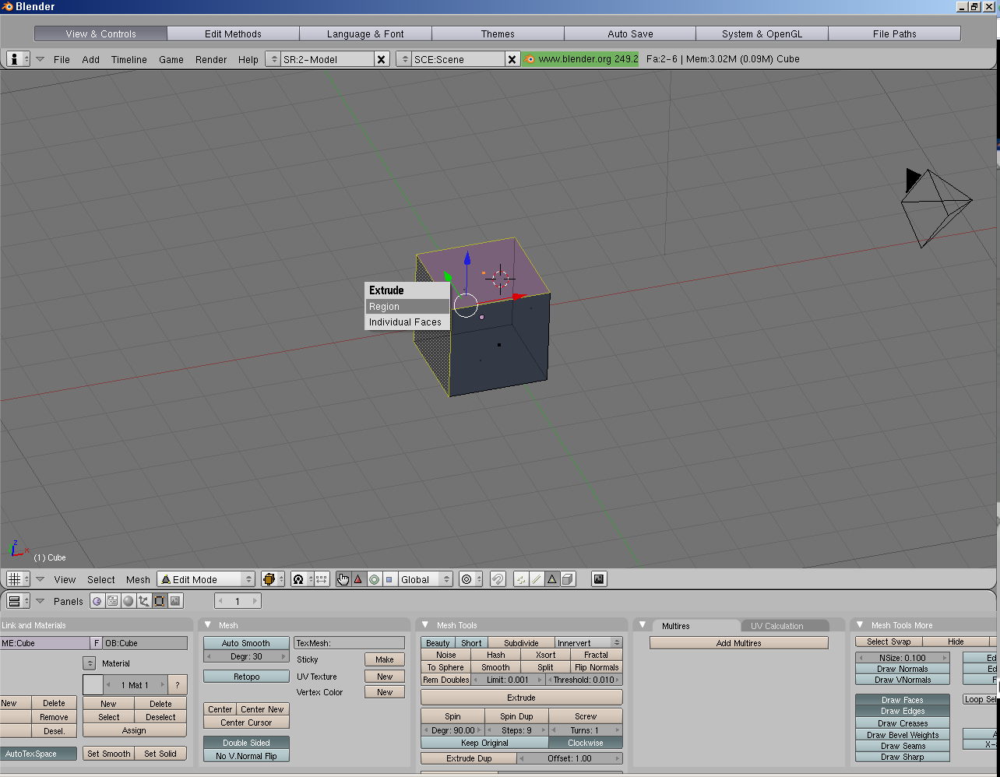 Blender
View & Controls Edit Methods Language & Font Themes Auto Save System & OpenGL File Paths
File Add Timeline Game Render Help SR:2-Model SCE:Scene www.blender.org 249.2 Fa:2-6 | Mem:3.02M (0.09M) Cube
Extrude
Region
Individual Faces
z
x
(1) Cube
View Select Mesh Edit Mode Global
Panels 1
Link and Materials
ME:Cube F OB:Cube
Material
1 Mat 1 ?
New Delete New Delete
Remove Select Deselect
Desel. Assign
AutoTexSpace Set Smooth Set Solid
Mesh
Auto Smooth TexMesh:
Degr: 30 Sticky Make
Retopo UV Texture New
Vertex Color New
Center Center New
Center Cursor
Double Sided
No V.Normal Flip
Mesh Tools
Beauty Short Subdivide Innervert
Noise Hash Xsort Fractal
To Sphere Smooth Split Flip Normals
Rem Doubles Limit: 0.001 Threshold: 0.010
Extrude
Spin Spin Dup Screw
Degr: 90.00 Steps: 9 Turns: 1
Keep Original Clockwise
Extrude Dup Offset: 1.00
Multires UV Calculation
Add Multires
Mesh Tools More
Select Swap Hide
NSize: 0.100 Ed
Draw Normals Ed
Draw VNormals F
Draw Faces Loop Sel
Draw Edges
Draw Creases
Draw Bevel Weights
Draw Seams X-
Draw Sharp